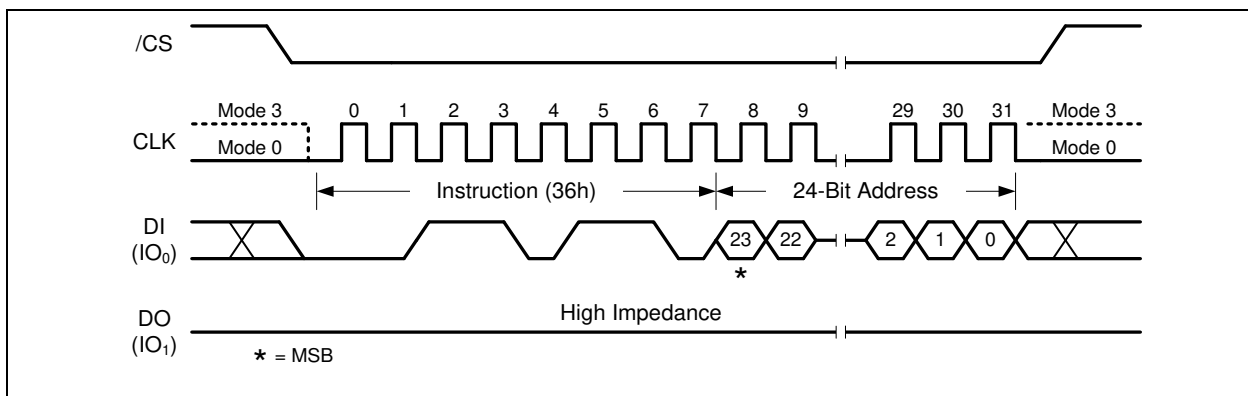 /CS
Mode 3 0 1 2 3 4 5 6 7 8 9 29 30 31 Mode 3
CLK
Mode 0 Mode 0
Instruction (36h) 24-Bit Address
DI
(IO0) 23 22 2 1 0
*
High Impedance
DO
(IO1)
* = MSB